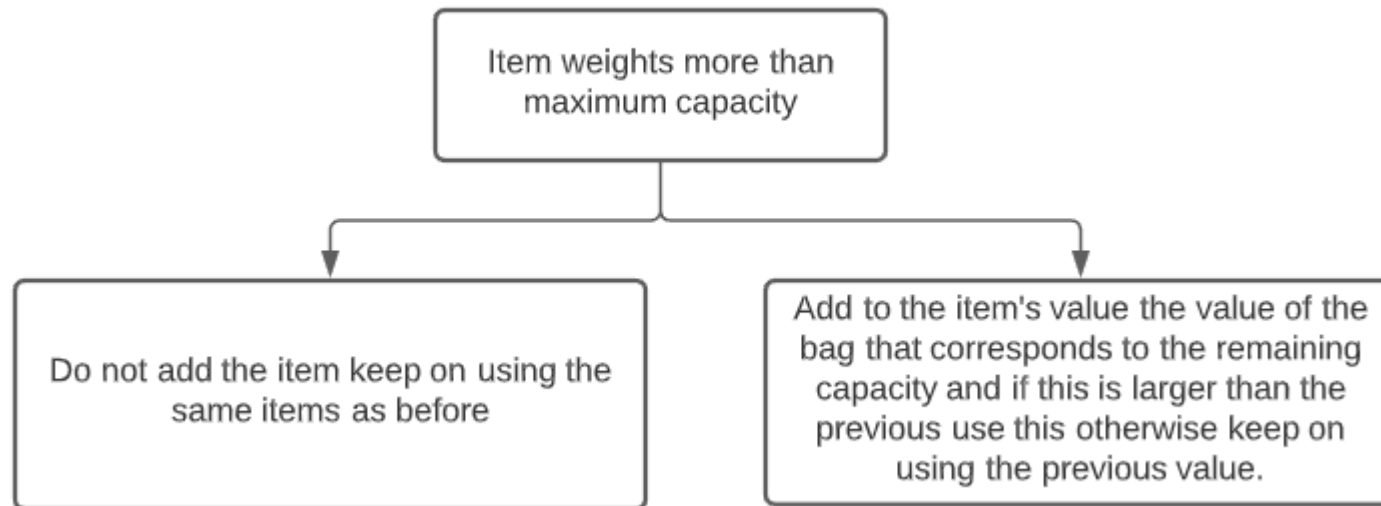 Item weights more than
maximum capacity
Do not add the item keep on using the
same items as before
Add to the item's value the value of the
bag that corresponds to the remaining
capacity and if this is larger than the
previous use this otherwise keep on
using the previous value.